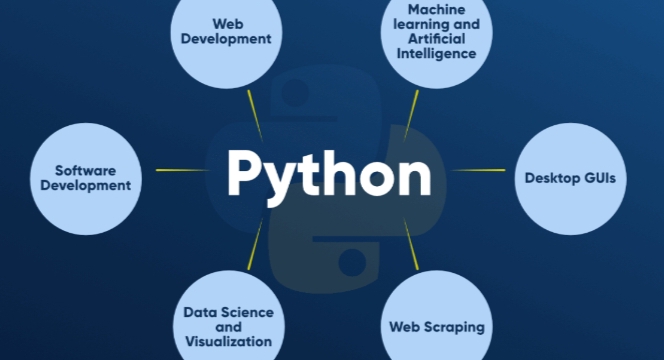 Web
Development
Machine
learning and
Artificial
Intelligence
Software
Development
Python
Desktop GUIs
Data Science
and
Visualization
Web Scraping